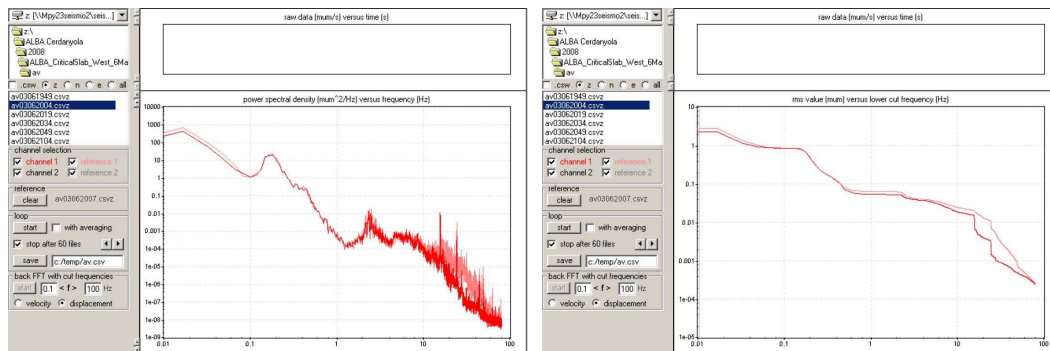 z: [\\Mpy23seismo2\seis...]
z:\
ALBA Cerdanyola
2008
ALBA_CriticalSlab_West_6Ma
av
.csw z n e all
av03061949.csvz
av03062004.csvz
av03062019.csvz
av03062034.csvz
av03062049.csvz
av03062104.csvz
channel selection
channel 1 reference 1
channel 2 reference 2
reference
clear av03062007.csvz
loop
start with averaging
stop after 60 files
save c:/temp/av.csv
back FFT with cut frequencies
start 0.1 < f > 100 Hz
velocity displacement
raw data (mum/s) versus time (s)
power spectral density (mum^2/Hz) versus frequency (Hz)
10000
1000
100
10
1
0.1
0.01
0.001
1e-04
1e-05
1e-06
1e-07
1e-08
1e-09
0.01 0.1 1 10 100
z: [\\Mpy23seismo2\seis...]
z:\
ALBA Cerdanyola
2008
ALBA_CriticalSlab_West_6Ma
av
.csw z n e all
av03061949.csvz
av03062004.csvz
av03062019.csvz
av03062034.csvz
av03062049.csvz
av03062104.csvz
channel selection
channel 1 reference 1
channel 2 reference 2
reference
clear av03062007.csvz
loop
start with averaging
stop after 60 files
save c:/temp/av.csv
back FFT with cut frequencies
start 0.1 < f > 100 Hz
velocity displacement
raw data (mum/s) versus time (s)
rms value (mum) versus lower cut frequency (Hz)
10
1
0.1
0.01
0.001
1e-04
1e-05
0.01 0.1 1 10 100